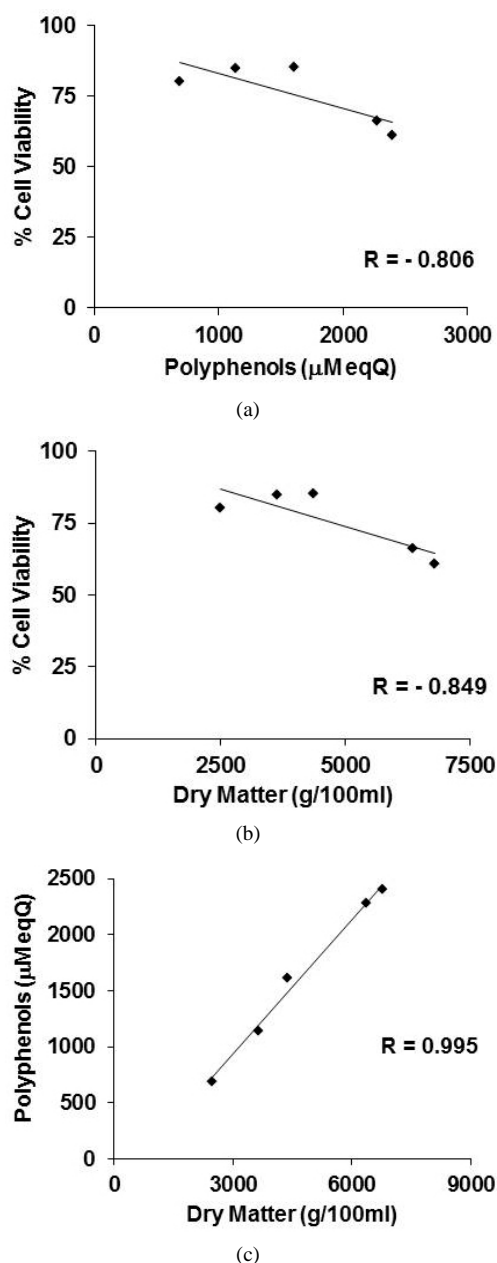 100
75
50
25
0
% Cell Viability
R = - 0.806
0 1000 2000 3000
Polyphenols (μM eqQ)
(a)
100
75
50
25
0
% Cell Viability
R = - 0.849
0 2500 5000 7500
Dry Matter (g/100ml)
(b)
2500
2000
1500
1000
500
0
Polyphenols (μM eqQ)
R = 0.995
0 3000 6000 9000
Dry Matter (g/100ml)
(c)